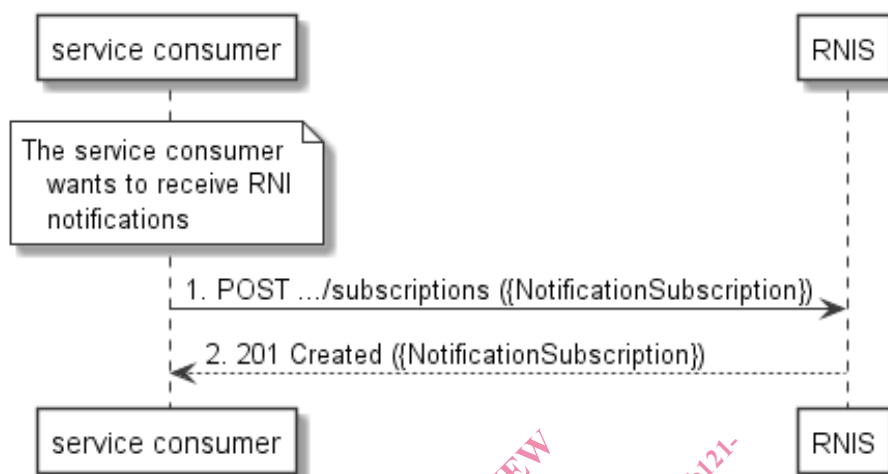 service consumer RNIS
The service consumer
wants to receive RNI
notifications
1. POST .../subscriptions ({NotificationSubscription})
2. 201 Created ({NotificationSubscription})
service consumer RNIS